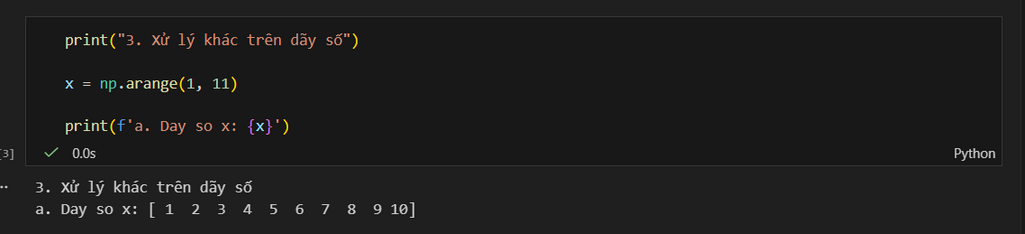 print("3. Xử lý khác trên dãy số")
x = np.arange(1, 11)
print(f'a. Day so x: {x}')
[3]
0.0s
Python
3. Xử lý khác trên dãy số
a. Day so x: [ 1  2  3  4  5  6  7  8  9 10]